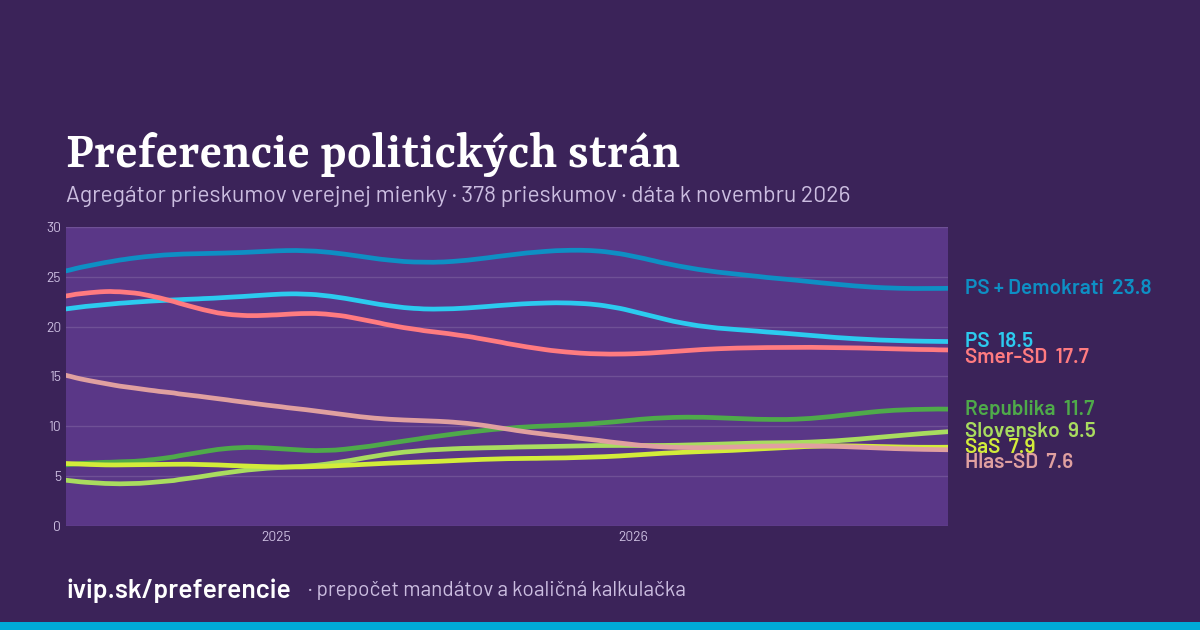 Preferencie politických strán
Agregátor prieskumov verejnej mienky · 378 prieskumov · dáta k novembru 2026
30
25
20
15
10
5
0
2025
2026
PS + Demokrati 23.8
PS 18.5
Smer-SD 17.7
Republika 11.7
Slovensko 9.5
SaS 7.9
Hlas-SD 7.6
ivip.sk/preferencie · prepočet mandátov a koaličná kalkulačka